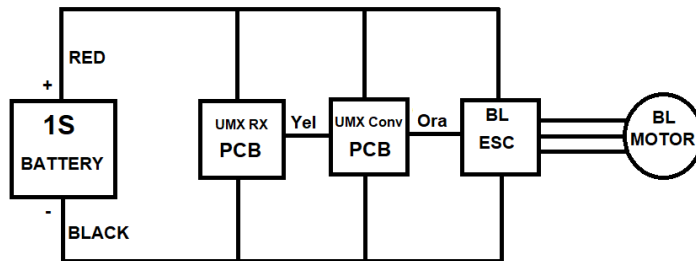 RED
+
1S
BATTERY
-
BLACK
UMX RX
PCB
Yel
UMX Conv
PCB
Ora
BL
ESC
BL
MOTOR